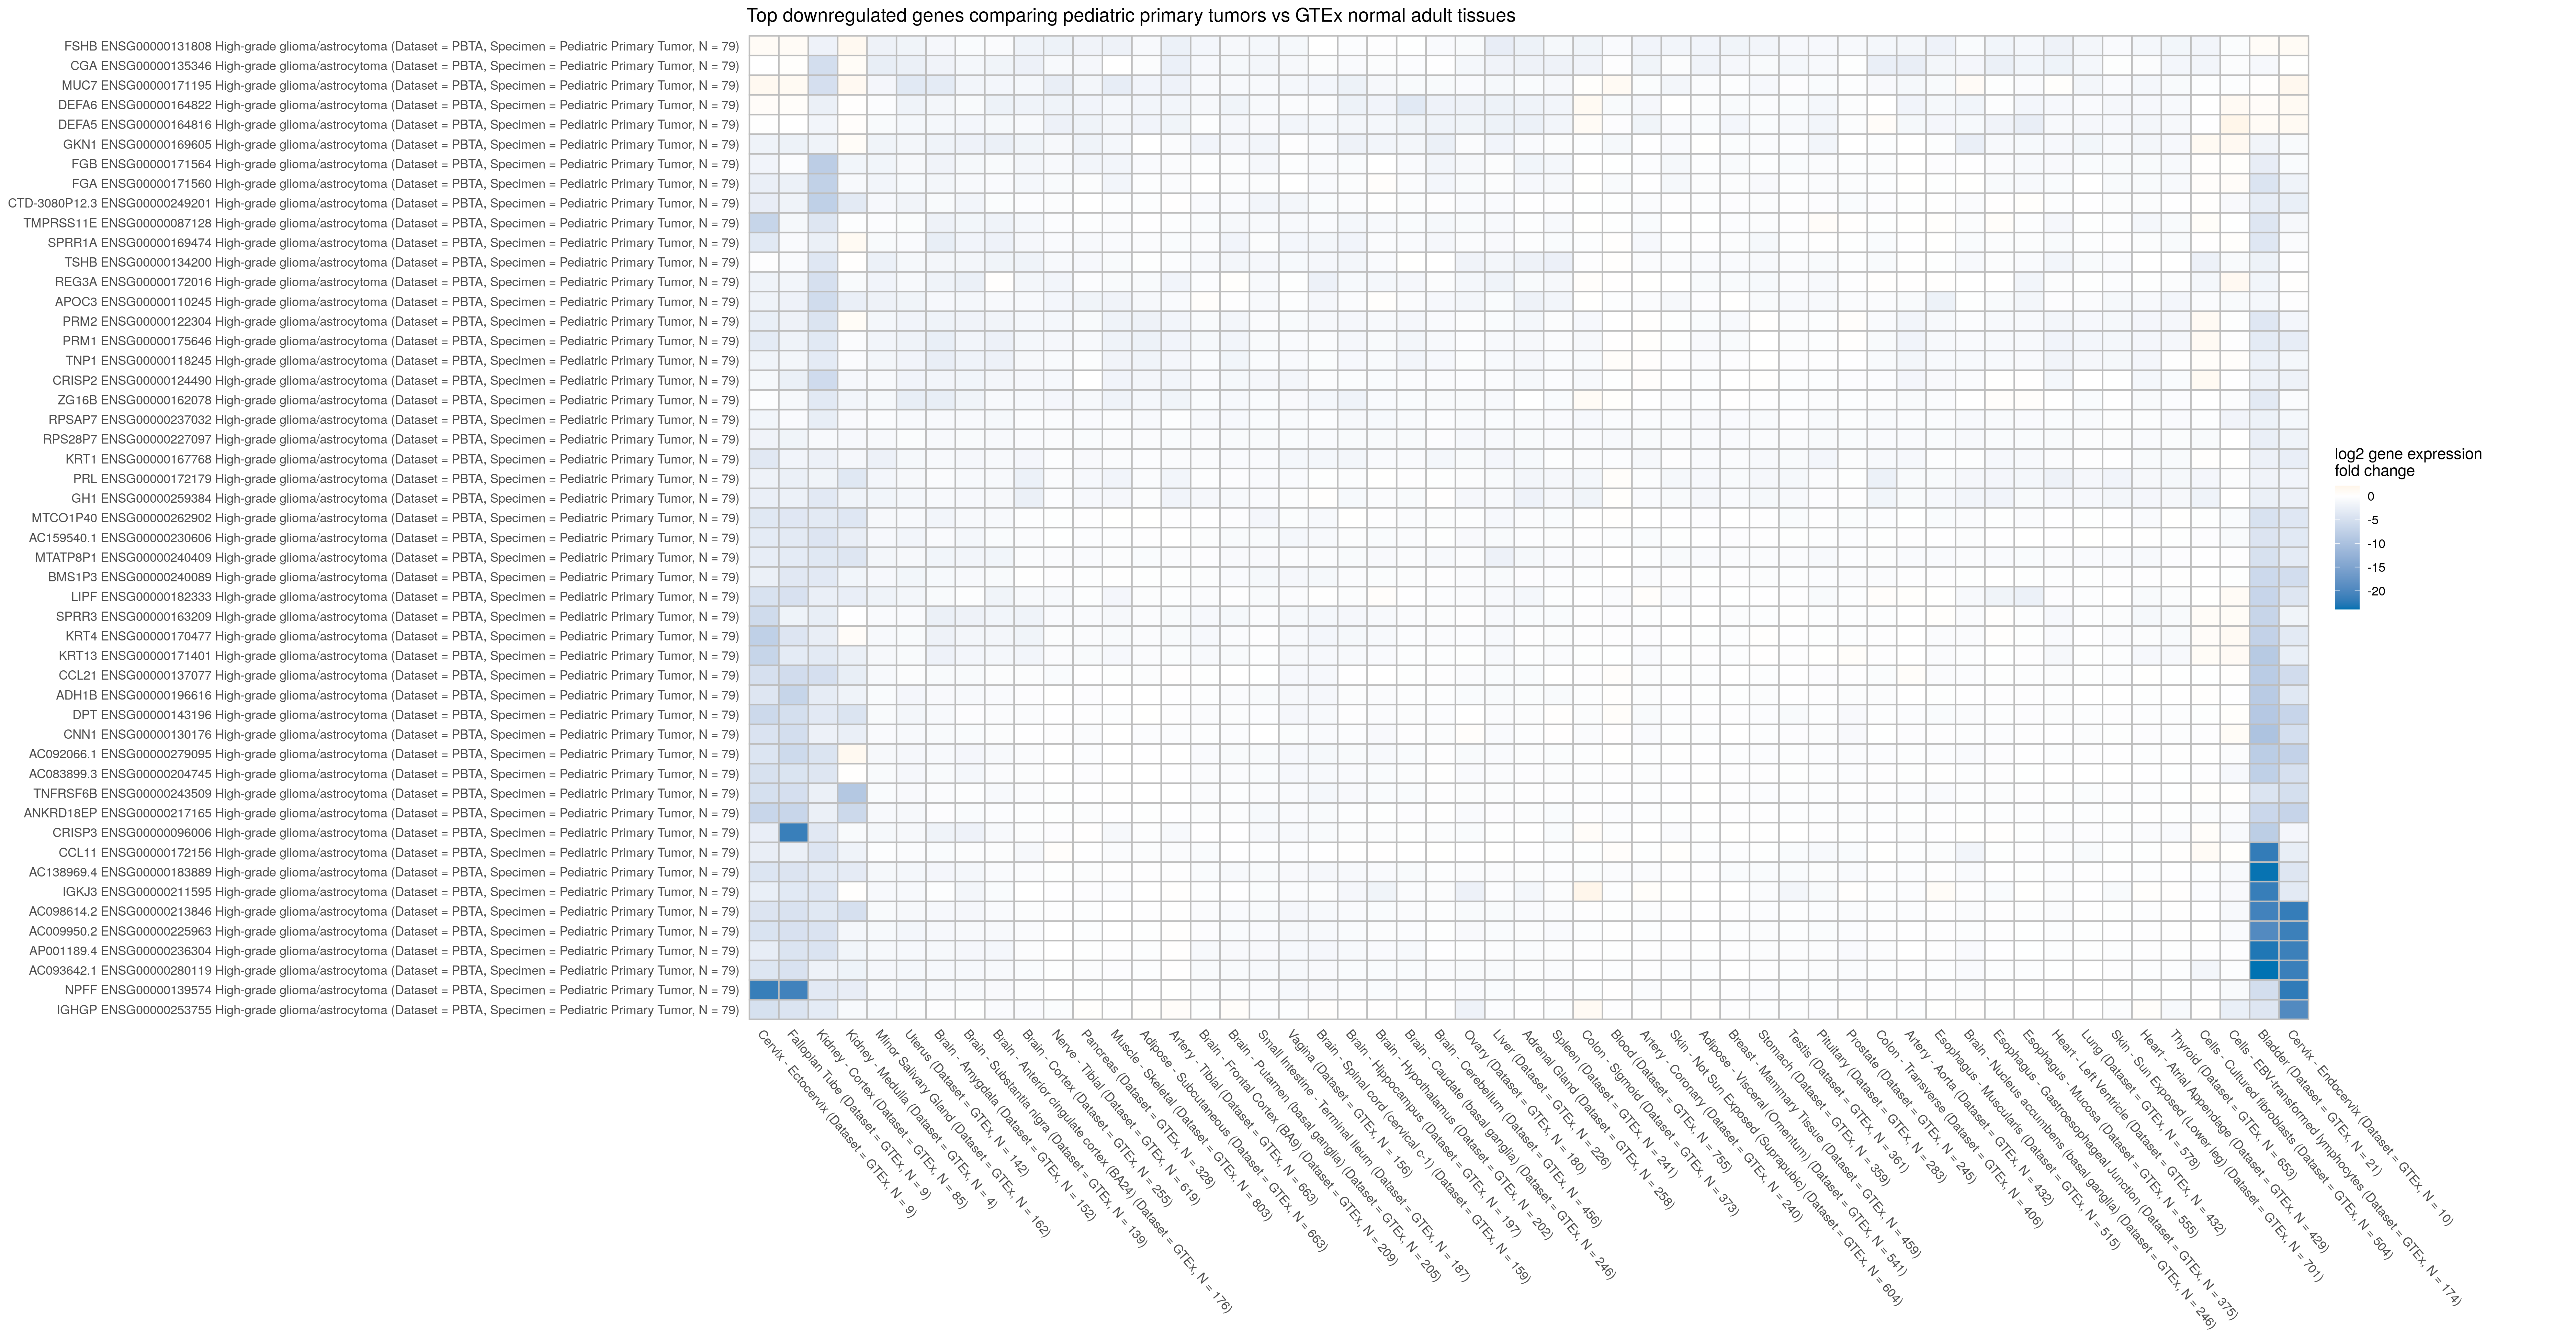 Top downregulated genes comparing pediatric primary tumors vs GTEx normal adult tissues
FSHB ENSG00000131808 High-grade glioma/astrocytoma (Dataset = PBTA, Specimen = Pediatric Primary Tumor, N = 79)
CGA ENSG00000135346 High-grade glioma/astrocytoma (Dataset = PBTA, Specimen = Pediatric Primary Tumor, N = 79)
MUC7 ENSG00000171195 High-grade glioma/astrocytoma (Dataset = PBTA, Specimen = Pediatric Primary Tumor, N = 79)
DEFA6 ENSG00000164822 High-grade glioma/astrocytoma (Dataset = PBTA, Specimen = Pediatric Primary Tumor, N = 79)
DEFA5 ENSG00000164816 High-grade glioma/astrocytoma (Dataset = PBTA, Specimen = Pediatric Primary Tumor, N = 79)
GKN1 ENSG00000169605 High-grade glioma/astrocytoma (Dataset = PBTA, Specimen = Pediatric Primary Tumor, N = 79)
FGB ENSG00000171564 High-grade glioma/astrocytoma (Dataset = PBTA, Specimen = Pediatric Primary Tumor, N = 79)
FGA ENSG00000171560 High-grade glioma/astrocytoma (Dataset = PBTA, Specimen = Pediatric Primary Tumor, N = 79)
CTD-3080P12.3 ENSG00000249201 High-grade glioma/astrocytoma (Dataset = PBTA, Specimen = Pediatric Primary Tumor, N = 79)
TMPRSS11E ENSG00000087128 High-grade glioma/astrocytoma (Dataset = PBTA, Specimen = Pediatric Primary Tumor, N = 79)
SPRR1A ENSG00000169474 High-grade glioma/astrocytoma (Dataset = PBTA, Specimen = Pediatric Primary Tumor, N = 79)
TSHB ENSG00000134200 High-grade glioma/astrocytoma (Dataset = PBTA, Specimen = Pediatric Primary Tumor, N = 79)
REG3A ENSG00000172016 High-grade glioma/astrocytoma (Dataset = PBTA, Specimen = Pediatric Primary Tumor, N = 79)
APOC3 ENSG00000110245 High-grade glioma/astrocytoma (Dataset = PBTA, Specimen = Pediatric Primary Tumor, N = 79)
PRM2 ENSG00000122304 High-grade glioma/astrocytoma (Dataset = PBTA, Specimen = Pediatric Primary Tumor, N = 79)
PRM1 ENSG00000175646 High-grade glioma/astrocytoma (Dataset = PBTA, Specimen = Pediatric Primary Tumor, N = 79)
TNP1 ENSG00000118245 High-grade glioma/astrocytoma (Dataset = PBTA, Specimen = Pediatric Primary Tumor, N = 79)
CRISP2 ENSG00000124490 High-grade glioma/astrocytoma (Dataset = PBTA, Specimen = Pediatric Primary Tumor, N = 79)
ZG16B ENSG00000162078 High-grade glioma/astrocytoma (Dataset = PBTA, Specimen = Pediatric Primary Tumor, N = 79)
RPSAP7 ENSG00000237032 High-grade glioma/astrocytoma (Dataset = PBTA, Specimen = Pediatric Primary Tumor, N = 79)
RPS28P7 ENSG00000227097 High-grade glioma/astrocytoma (Dataset = PBTA, Specimen = Pediatric Primary Tumor, N = 79)
KRT1 ENSG00000167768 High-grade glioma/astrocytoma (Dataset = PBTA, Specimen = Pediatric Primary Tumor, N = 79)
PRL ENSG00000172179 High-grade glioma/astrocytoma (Dataset = PBTA, Specimen = Pediatric Primary Tumor, N = 79)
GH1 ENSG00000259384 High-grade glioma/astrocytoma (Dataset = PBTA, Specimen = Pediatric Primary Tumor, N = 79)
MTCO1P40 ENSG00000262902 High-grade glioma/astrocytoma (Dataset = PBTA, Specimen = Pediatric Primary Tumor, N = 79)
AC159540.1 ENSG00000230606 High-grade glioma/astrocytoma (Dataset = PBTA, Specimen = Pediatric Primary Tumor, N = 79)
MTATP8P1 ENSG00000240409 High-grade glioma/astrocytoma (Dataset = PBTA, Specimen = Pediatric Primary Tumor, N = 79)
BMS1P3 ENSG00000240089 High-grade glioma/astrocytoma (Dataset = PBTA, Specimen = Pediatric Primary Tumor, N = 79)
LIPF ENSG00000182333 High-grade glioma/astrocytoma (Dataset = PBTA, Specimen = Pediatric Primary Tumor, N = 79)
SPRR3 ENSG00000163209 High-grade glioma/astrocytoma (Dataset = PBTA, Specimen = Pediatric Primary Tumor, N = 79)
KRT4 ENSG00000170477 High-grade glioma/astrocytoma (Dataset = PBTA, Specimen = Pediatric Primary Tumor, N = 79)
KRT13 ENSG00000171401 High-grade glioma/astrocytoma (Dataset = PBTA, Specimen = Pediatric Primary Tumor, N = 79)
CCL21 ENSG00000137077 High-grade glioma/astrocytoma (Dataset = PBTA, Specimen = Pediatric Primary Tumor, N = 79)
ADH1B ENSG00000196616 High-grade glioma/astrocytoma (Dataset = PBTA, Specimen = Pediatric Primary Tumor, N = 79)
DPT ENSG00000143196 High-grade glioma/astrocytoma (Dataset = PBTA, Specimen = Pediatric Primary Tumor, N = 79)
CNN1 ENSG00000130176 High-grade glioma/astrocytoma (Dataset = PBTA, Specimen = Pediatric Primary Tumor, N = 79)
AC092066.1 ENSG00000279095 High-grade glioma/astrocytoma (Dataset = PBTA, Specimen = Pediatric Primary Tumor, N = 79)
AC083899.3 ENSG00000204745 High-grade glioma/astrocytoma (Dataset = PBTA, Specimen = Pediatric Primary Tumor, N = 79)
TNFRSF6B ENSG00000243509 High-grade glioma/astrocytoma (Dataset = PBTA, Specimen = Pediatric Primary Tumor, N = 79)
ANKRD18EP ENSG00000217165 High-grade glioma/astrocytoma (Dataset = PBTA, Specimen = Pediatric Primary Tumor, N = 79)
CRISP3 ENSG00000096006 High-grade glioma/astrocytoma (Dataset = PBTA, Specimen = Pediatric Primary Tumor, N = 79)
CCL11 ENSG00000172156 High-grade glioma/astrocytoma (Dataset = PBTA, Specimen = Pediatric Primary Tumor, N = 79)
AC138969.4 ENSG00000183889 High-grade glioma/astrocytoma (Dataset = PBTA, Specimen = Pediatric Primary Tumor, N = 79)
IGKJ3 ENSG00000211595 High-grade glioma/astrocytoma (Dataset = PBTA, Specimen = Pediatric Primary Tumor, N = 79)
AC098614.2 ENSG00000213846 High-grade glioma/astrocytoma (Dataset = PBTA, Specimen = Pediatric Primary Tumor, N = 79)
AC009950.2 ENSG00000225963 High-grade glioma/astrocytoma (Dataset = PBTA, Specimen = Pediatric Primary Tumor, N = 79)
AP001189.4 ENSG00000236304 High-grade glioma/astrocytoma (Dataset = PBTA, Specimen = Pediatric Primary Tumor, N = 79)
AC093642.1 ENSG00000280119 High-grade glioma/astrocytoma (Dataset = PBTA, Specimen = Pediatric Primary Tumor, N = 79)
NPFF ENSG00000139574 High-grade glioma/astrocytoma (Dataset = PBTA, Specimen = Pediatric Primary Tumor, N = 79)
IGHGP ENSG00000253755 High-grade glioma/astrocytoma (Dataset = PBTA, Specimen = Pediatric Primary Tumor, N = 79)
Cervix - Ectocervix (Dataset = GTEx, N = 9)
Fallopian Tube (Dataset = GTEx, N = 9)
Kidney - Cortex (Dataset = GTEx, N = 85)
Kidney - Medulla (Dataset = GTEx, N = 4)
Minor Salivary Gland (Dataset = GTEx, N = 162)
Uterus (Dataset = GTEx, N = 142)
Brain - Amygdala (Dataset = GTEx, N = 152)
Brain - Substantia nigra (Dataset = GTEx, N = 139)
Brain - Anterior cingulate cortex (BA24) (Dataset = GTEx, N = 176)
Brain - Cortex (Dataset = GTEx, N = 255)
Nerve - Tibial (Dataset = GTEx, N = 619)
Pancreas (Dataset = GTEx, N = 328)
Muscle - Skeletal (Dataset = GTEx, N = 803)
Adipose - Subcutaneous (Dataset = GTEx, N = 663)
Artery - Tibial (Dataset = GTEx, N = 663)
Brain - Frontal Cortex (BA9) (Dataset = GTEx, N = 209)
Brain - Putamen (basal ganglia) (Dataset = GTEx, N = 205)
Small Intestine - Terminal Ileum (Dataset = GTEx, N = 187)
Vagina (Dataset = GTEx, N = 156)
Brain - Spinal cord (cervical c-1) (Dataset = GTEx, N = 159)
Brain - Hippocampus (Dataset = GTEx, N = 197)
Brain - Hypothalamus (Dataset = GTEx, N = 202)
Brain - Caudate (basal ganglia) (Dataset = GTEx, N = 246)
Brain - Cerebellum (Dataset = GTEx, N = 456)
Ovary (Dataset = GTEx, N = 180)
Liver (Dataset = GTEx, N = 226)
Adrenal Gland (Dataset = GTEx, N = 258)
Spleen (Dataset = GTEx, N = 241)
Colon - Sigmoid (Dataset = GTEx, N = 373)
Blood (Dataset = GTEx, N = 755)
Artery - Coronary (Dataset = GTEx, N = 240)
Skin - Not Sun Exposed (Suprapubic) (Dataset = GTEx, N = 604)
Adipose - Visceral (Omentum) (Dataset = GTEx, N = 541)
Breast - Mammary Tissue (Dataset = GTEx, N = 459)
Stomach (Dataset = GTEx, N = 359)
Testis (Dataset = GTEx, N = 361)
Pituitary (Dataset = GTEx, N = 283)
Prostate (Dataset = GTEx, N = 245)
Colon - Transverse (Dataset = GTEx, N = 406)
Artery - Aorta (Dataset = GTEx, N = 432)
Esophagus - Muscularis (Dataset = GTEx, N = 515)
Brain - Nucleus accumbens (basal ganglia) (Dataset = GTEx, N = 246)
Esophagus - Gastroesophageal Junction (Dataset = GTEx, N = 375)
Esophagus - Mucosa (Dataset = GTEx, N = 555)
Heart - Left Ventricle (Dataset = GTEx, N = 432)
Lung (Dataset = GTEx, N = 578)
Skin - Sun Exposed (Lower leg) (Dataset = GTEx, N = 701)
Heart - Atrial Appendage (Dataset = GTEx, N = 429)
Thyroid (Dataset = GTEx, N = 653)
Cells - Cultured fibroblasts (Dataset = GTEx, N = 504)
Cells - EBV-transformed lymphocytes (Dataset = GTEx, N = 174)
Bladder (Dataset = GTEx, N = 21)
Cervix - Endocervix (Dataset = GTEx, N = 10)
log2 gene expression
fold change
0
-5
-10
-15
-20